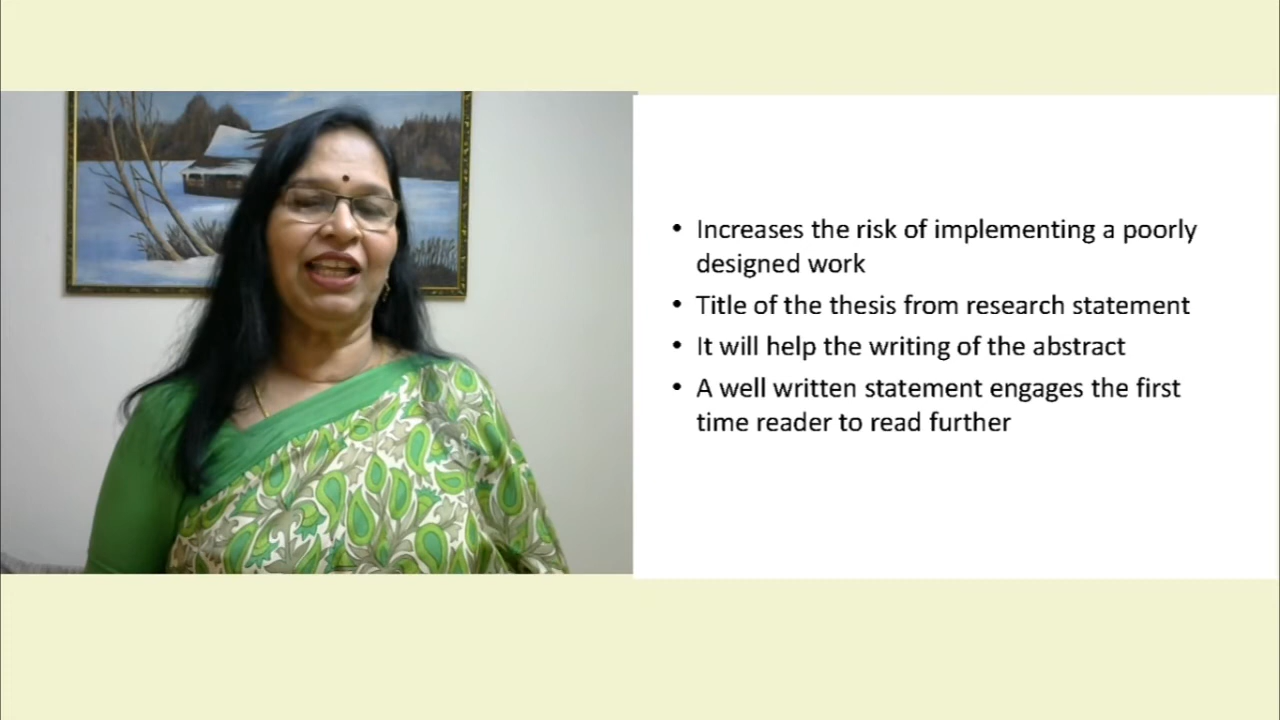 • Increases the risk of implementing a poorly
designed work
• Title of the thesis from research statement
• It will help the writing of the abstract
• A well written statement engages the first
time reader to read further